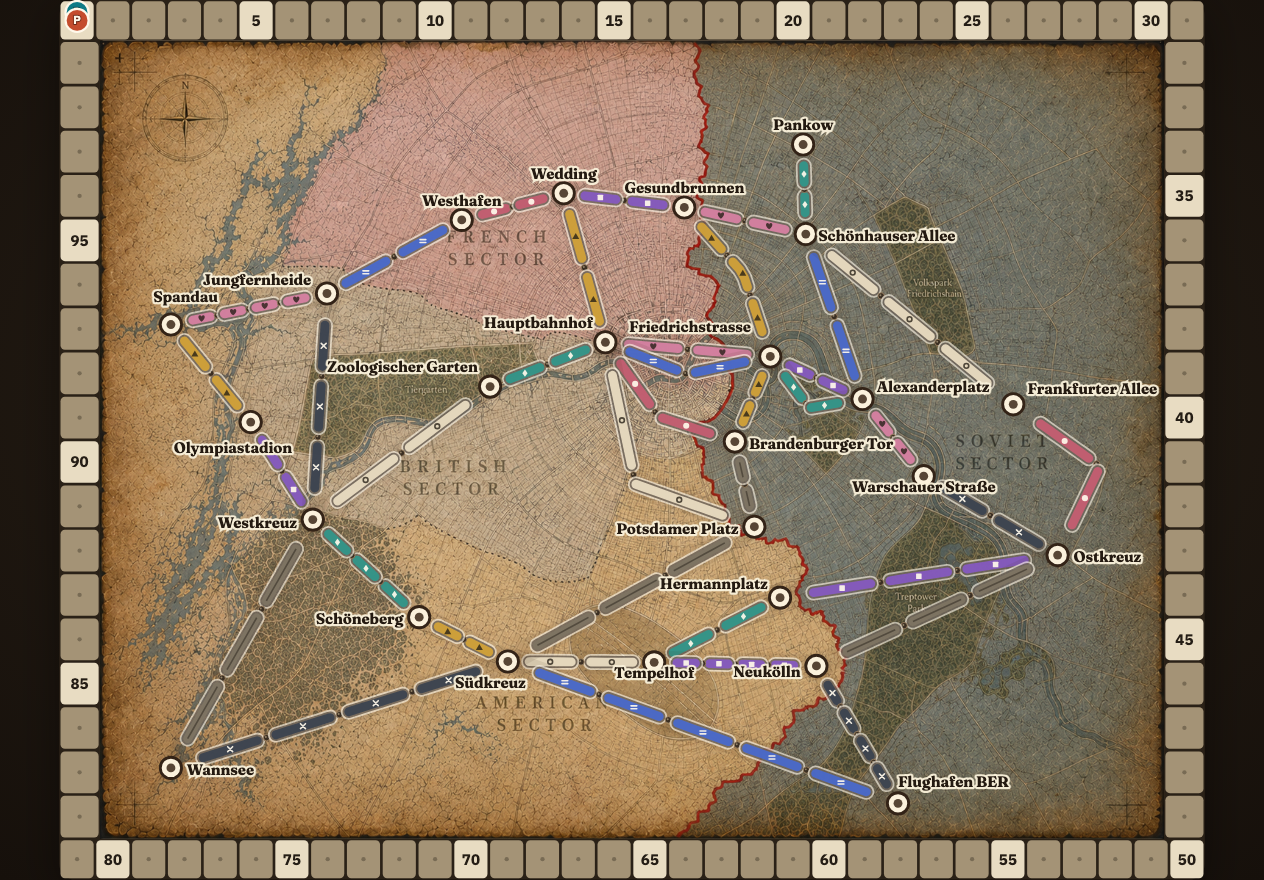 P
5
10
15
20
25
30
N
Pankow
Wedding
Gesundbrunnen
Westhafen
35
95
FRENCH
SECTOR
Schönhauser Allee
Jungfernheide
Spandau
Volkspark
Friedrichshain
Hauptbahnhof
Friedrichstrasse
Zoologischer Garten
Tiergarten
Alexanderplatz
Frankfurter Allee
40
Olympiastadion
Brandenburger Tor
SOVIET
SECTOR
90
BRITISH
SECTOR
Warschauer Straße
Westkreuz
Potsdamer Platz
Ostkreuz
Hermannplatz
Treptower
Park
Schöneberg
45
Tempelhof
Neukölln
85
Südkreuz
AMERICAN
SECTOR
Wannsee
Flughafen BER
80
75
70
65
60
55
50